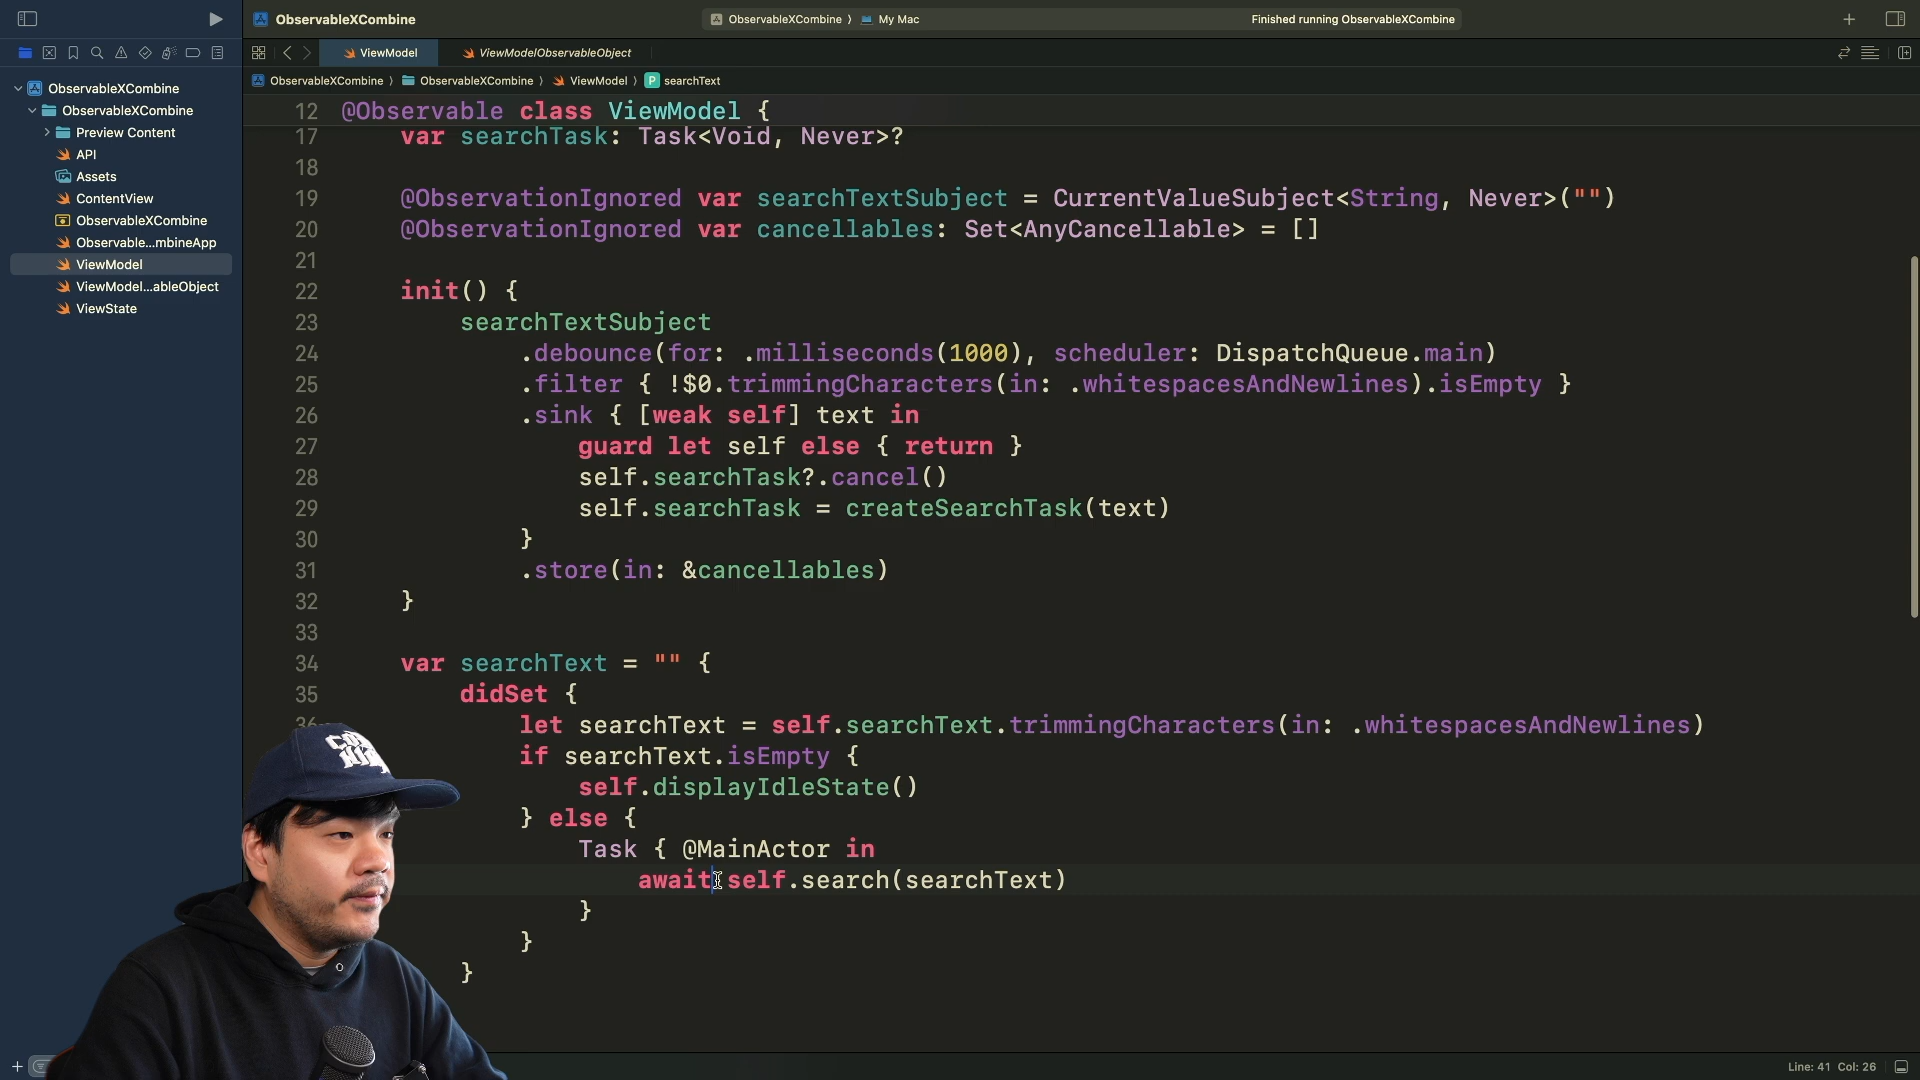 ObservableXCombine
ObservableXCombine ⟩ My Mac
Finished running ObservableXCombine
ViewModel
ViewModelObservableObject
ObservableXCombine ⟩ ObservableXCombine ⟩ ViewModel ⟩ P searchText
ObservableXCombine
ObservableXCombine
Preview Content
API
Assets
ContentView
ObservableXCombine
Observable...mbineApp
ViewModel
ViewModel...ableObject
ViewState
12 @Observable class ViewModel {
17 var searchTask: Task<Void, Never>?
18
19 @ObservationIgnored var searchTextSubject = CurrentValueSubject<String, Never>("")
20 @ObservationIgnored var cancellables: Set<AnyCancellable> = []
21
22 init() {
23 searchTextSubject
24 .debounce(for: .milliseconds(1000), scheduler: DispatchQueue.main)
25 .filter { !$0.trimmingCharacters(in: .whitespacesAndNewlines).isEmpty }
26 .sink { [weak self] text in
27 guard let self else { return }
28 self.searchTask?.cancel()
29 self.searchTask = createSearchTask(text)
30 }
31 .store(in: &cancellables)
32 }
33
34 var searchText = "" {
35 didSet {
36 let searchText = self.searchText.trimmingCharacters(in: .whitespacesAndNewlines)
if searchText.isEmpty {
self.displayIdleState()
} else {
Task { @MainActor in
await self.search(searchText)
}
}
}
Line: 41 Col: 26